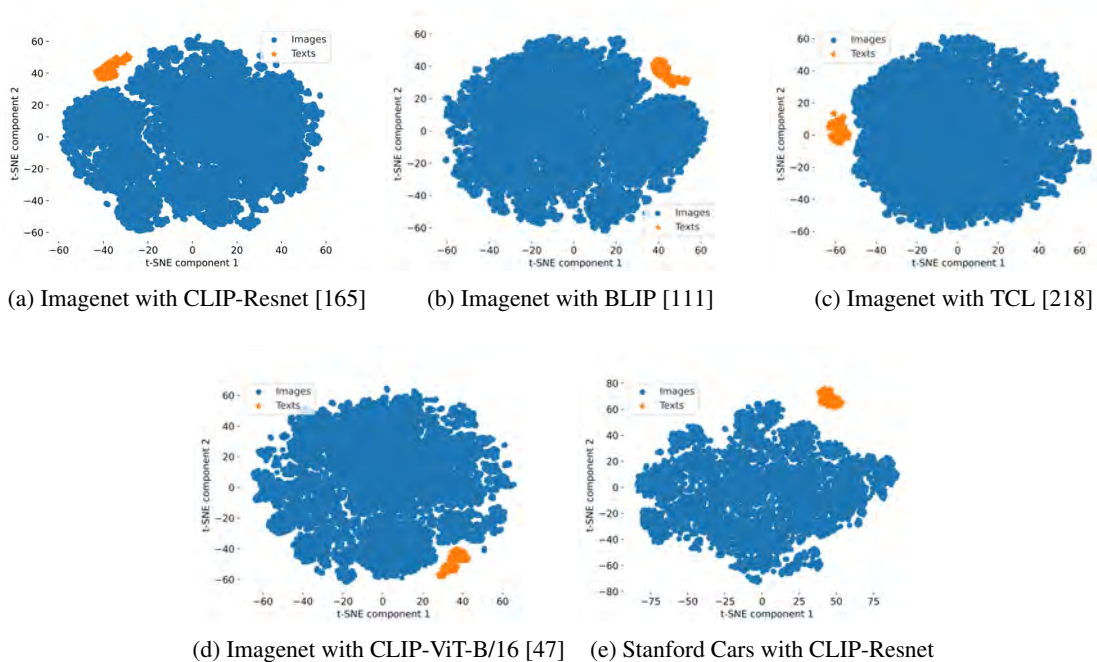 60
40
20
0
−20
−40
−60
t-SNE component 2
Images
Texts
−60 −40 −20 0 20 40 60
t-SNE component 1
(a) Imagenet with CLIP-Resnet [165]
60
40
20
0
−20
−40
−60
t-SNE component 2
Images
Texts
−60 −40 −20 0 20 40 60
t-SNE component 1
(b) Imagenet with BLIP [111]
60
40
20
0
−20
−40
−60
t-SNE component 2
Images
Texts
−60 −40 −20 0 20 40 60
t-SNE component 1
(c) Imagenet with TCL [218]
60
40
20
0
−20
−40
−60
t-SNE component 2
Images
Texts
−60 −40 −20 0 20 40 60
t-SNE component 1
(d) Imagenet with CLIP-ViT-B/16 [47]
80
60
40
20
0
−20
−40
−60
−80
t-SNE component 2
Images
Texts
−75 −50 −25 0 25 50 75
t-SNE component 1
(e) Stanford Cars with CLIP-Resnet